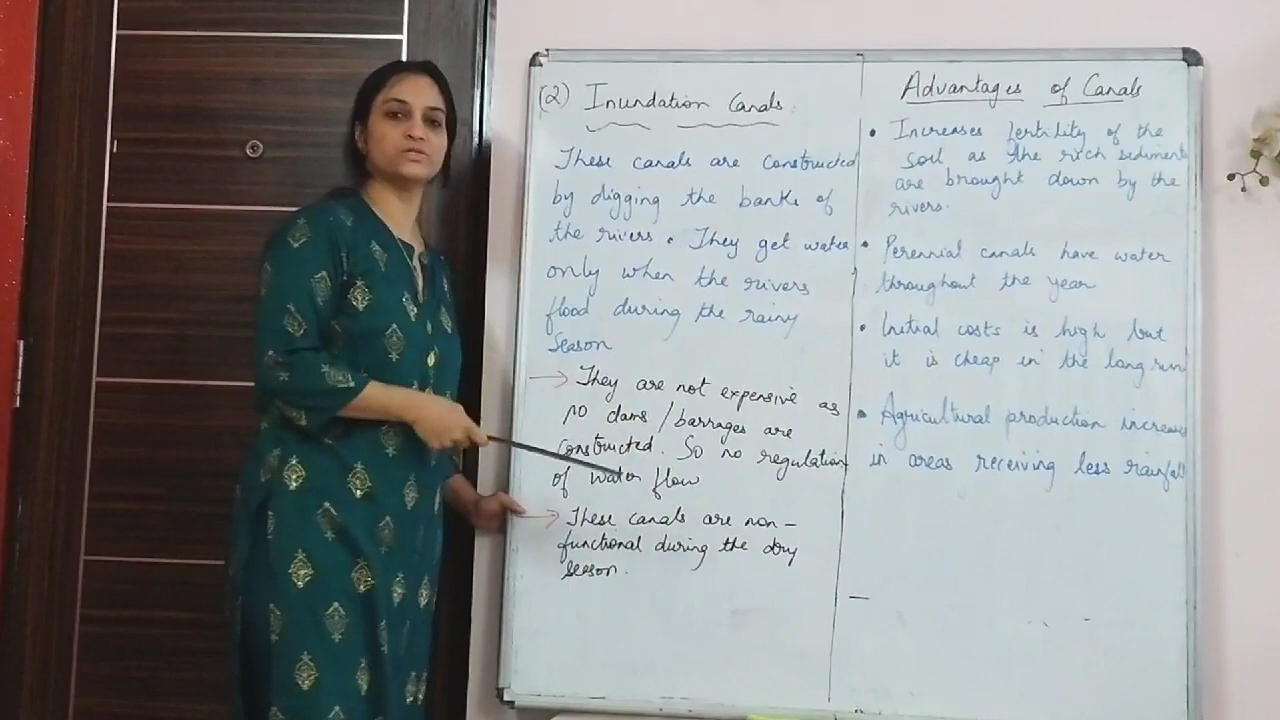 (2) Inundation Canals.
These canals are constructed
by digging the banks of
the rivers. They get water
only when the rivers
flood during the rainy
season
→ They are not expensive as
no dams/barrages are
constructed. So no regulation
of water flow
→ These canals are non-
functional during the dry
season.
Advantages of Canals
• Increases fertility of the
soil as the rich sediments
are brought down by the
rivers.
• Perennial canals have water
throughout the year
• Initial costs is high but
it is cheap in the long run
• Agricultural production increases
in areas receiving less rainfall